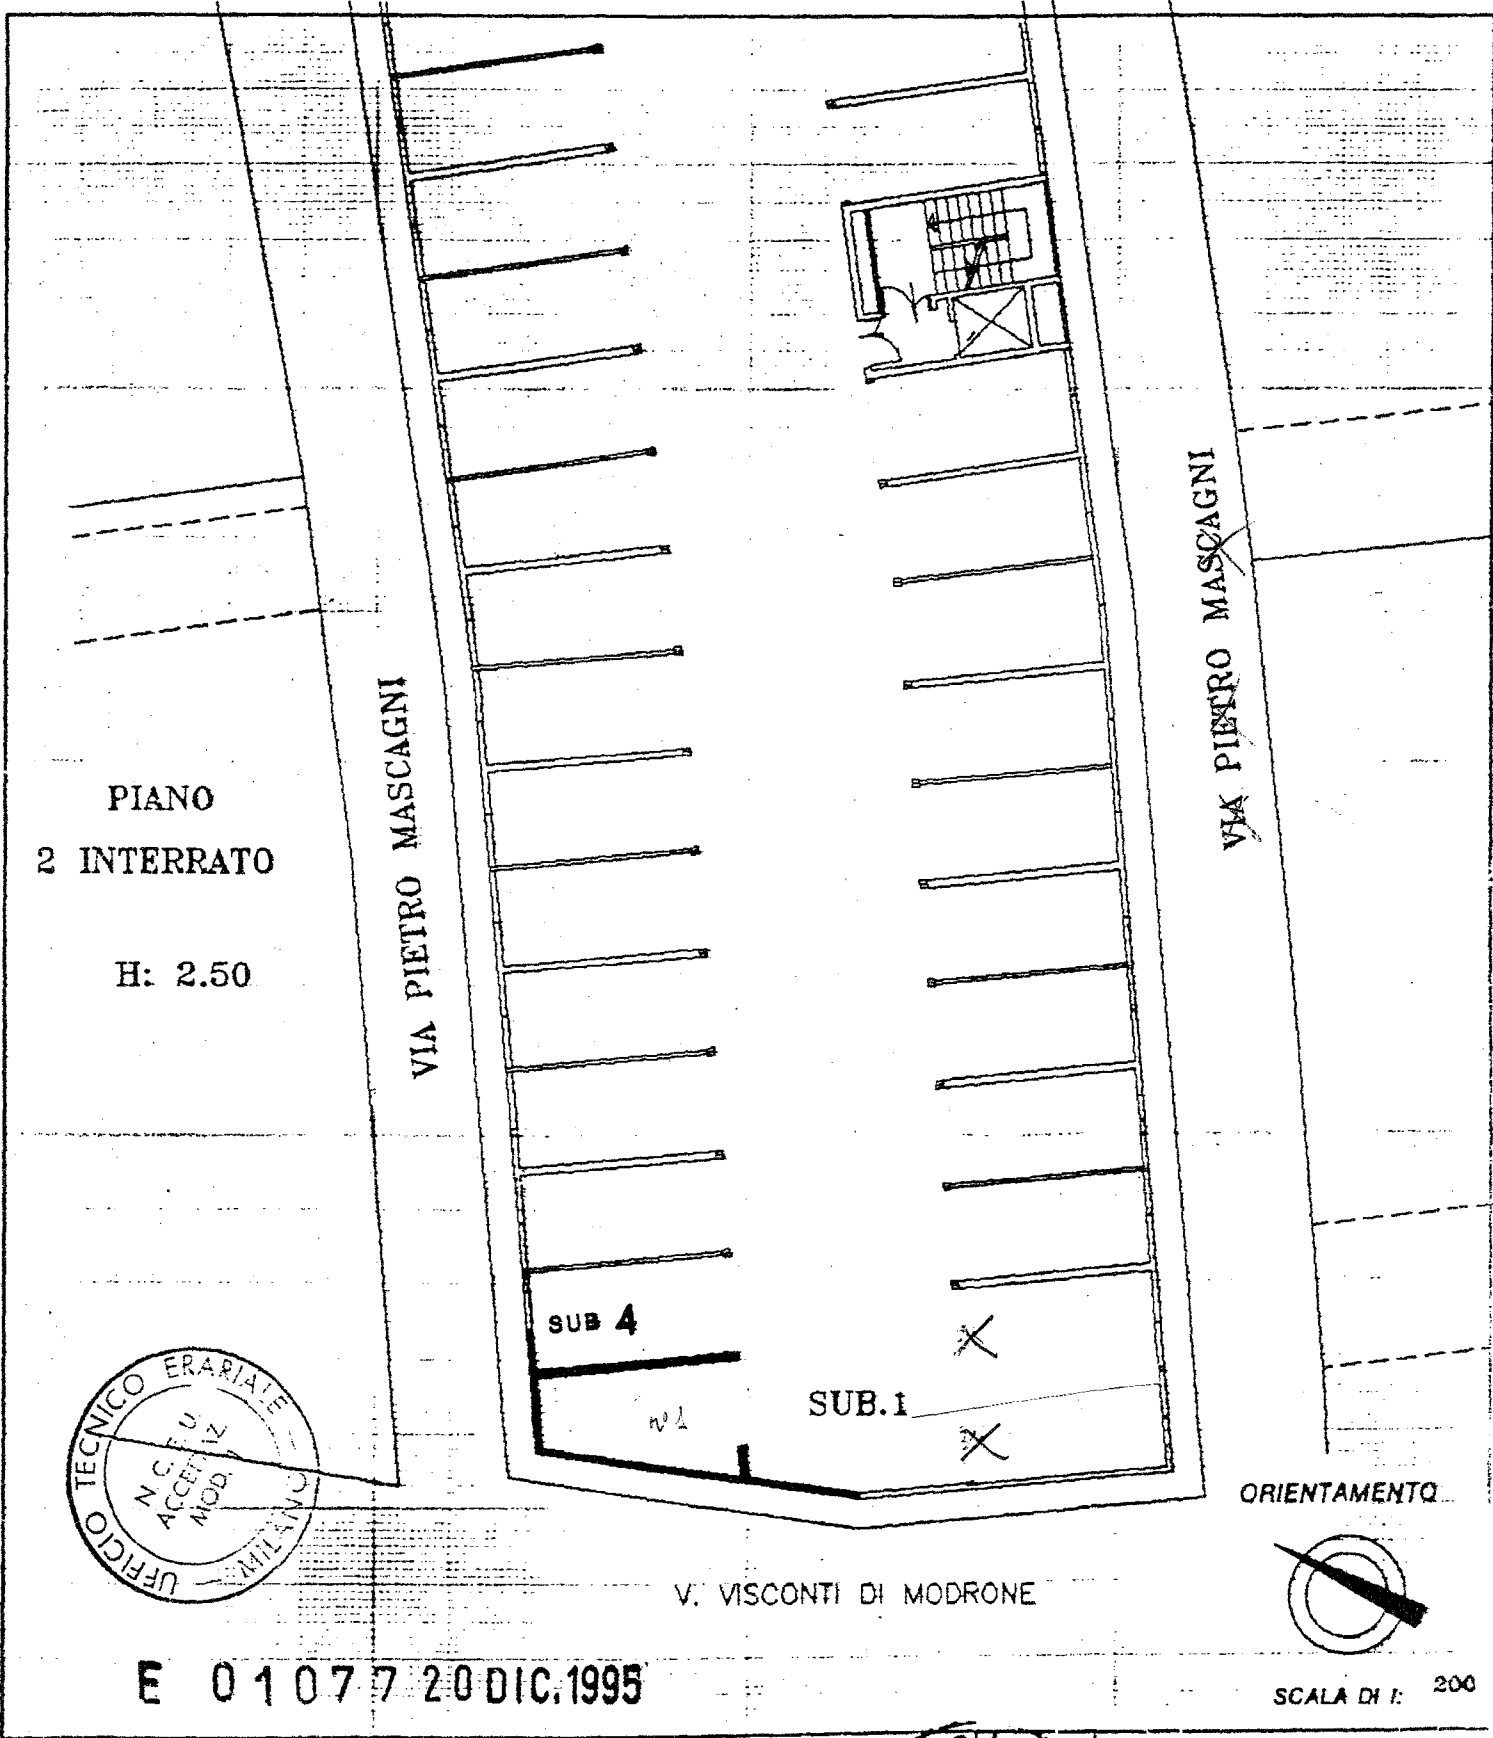 VIA PIETRO MASCAGNI
PIANO
2 INTERRATO
H: 2.50
VIA PIETRO MASCAGNI
SUB 4
n°1
SUB.1
UFFICIO TECNICO ERARIALE – MILANO –
N.C.E.U
MOD.
ORIENTAMENTO
V. VISCONTI DI MODRONE
E 01077 20 DIC. 1995
SCALA DI 1: 200